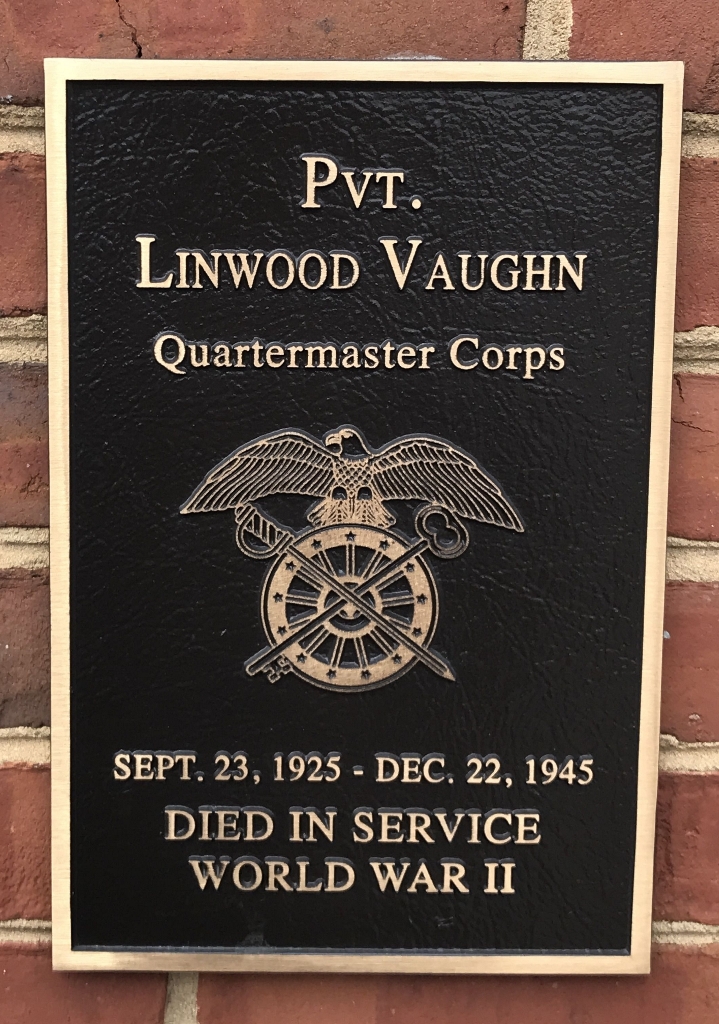 PVT.
LINWOOD VAUGHN
Quartermaster Corps
SEPT. 23, 1925 - DEC. 22, 1945
DIED IN SERVICE
WORLD WAR II